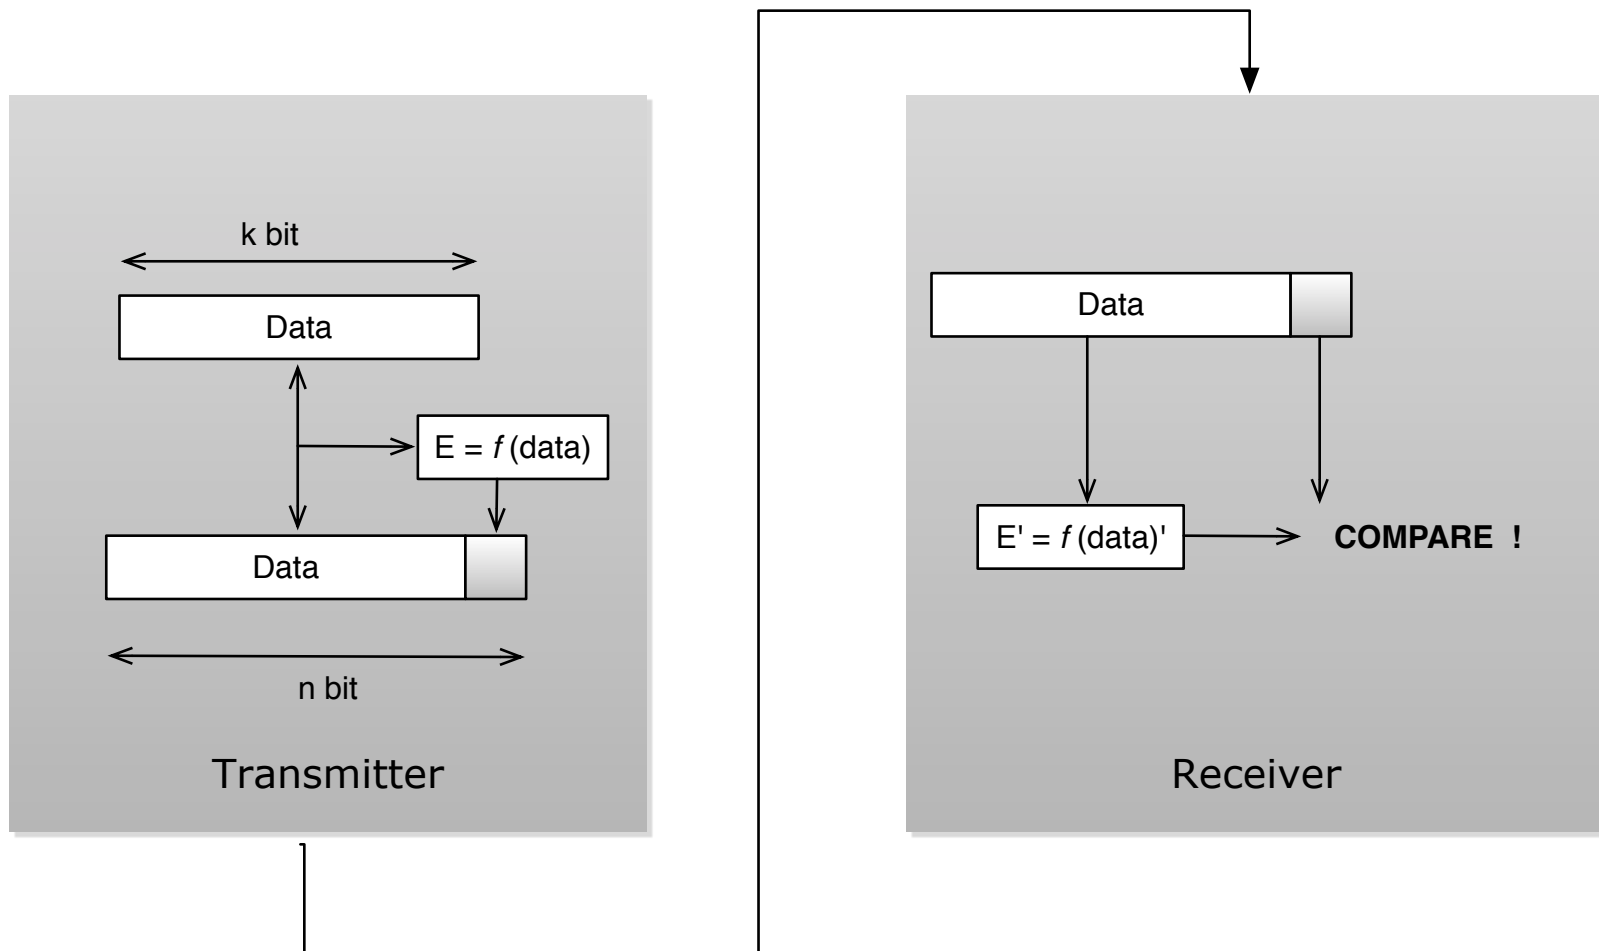 k bit
Data
E = f (data)
Data
n bit
Transmitter
Data
E' = f (data)'
COMPARE !
Receiver